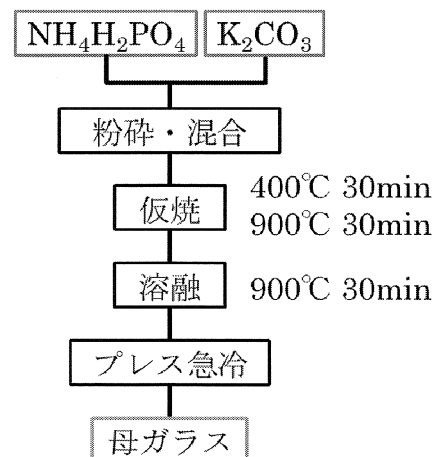 NH₄H₂PO₄ K₂CO₃
粉砕・混合
仮焼 400℃ 30min
900℃ 30min
溶融 900℃ 30min
プレス急冷
母ガラス